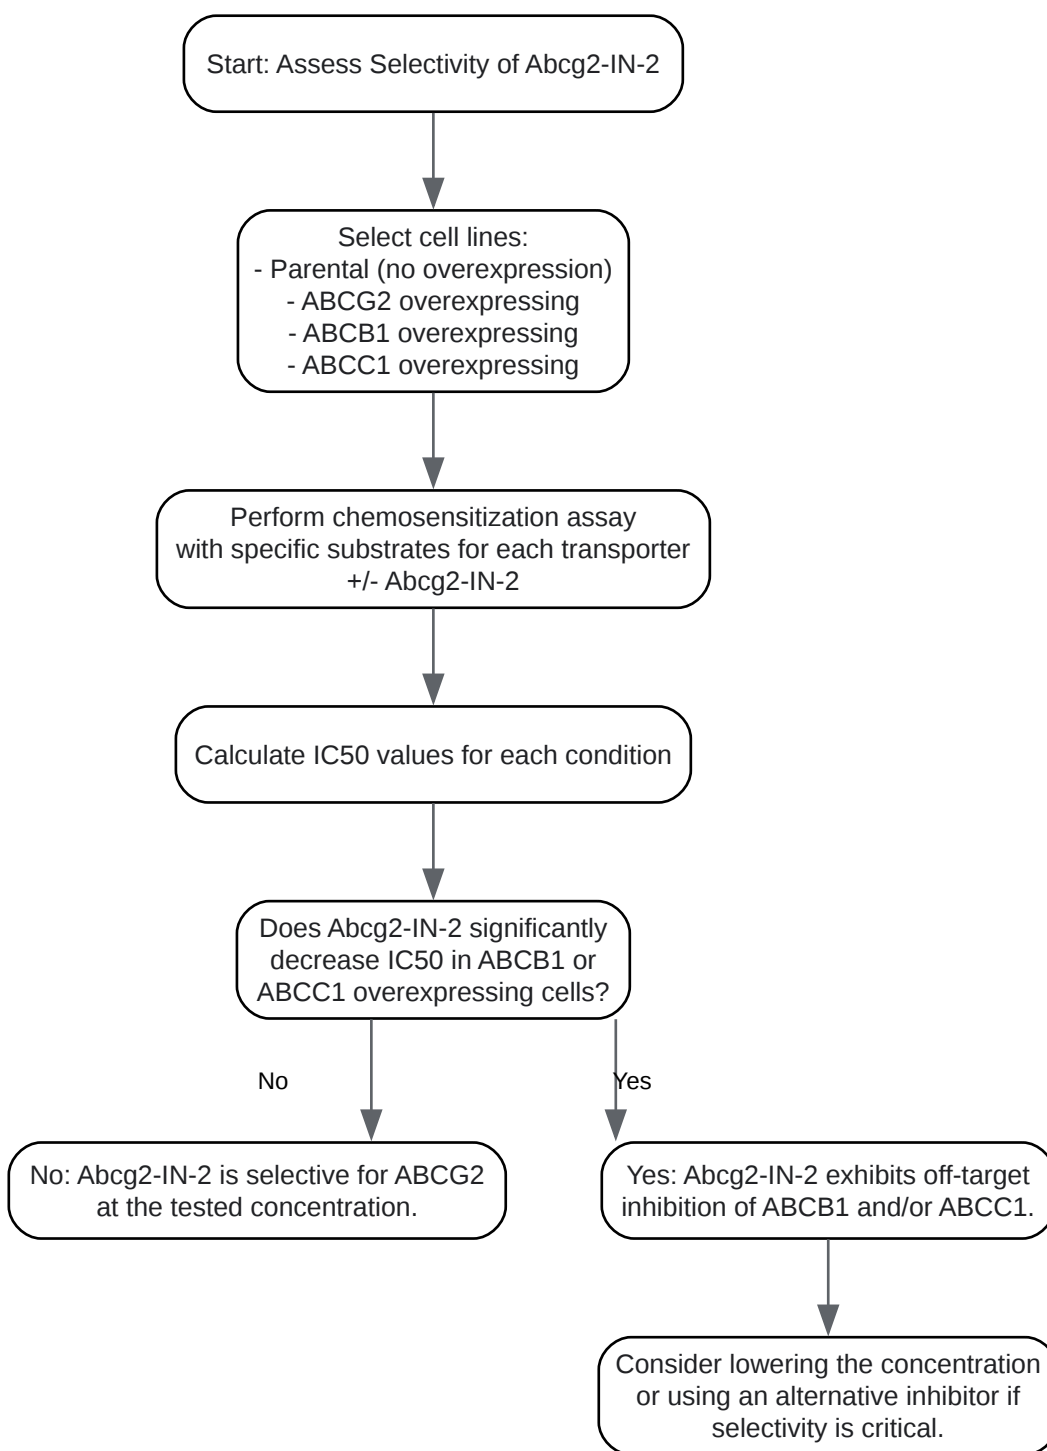 Start: Assess Selectivity of Abcg2-IN-2
Select cell lines:
- Parental (no overexpression)
- ABCG2 overexpressing
- ABCB1 overexpressing
- ABCC1 overexpressing
Perform chemosensitization assay
with specific substrates for each transporter
+/- Abcg2-IN-2
Calculate IC50 values for each condition
Does Abcg2-IN-2 significantly
decrease IC50 in ABCB1 or
ABCC1 overexpressing cells?
No
Yes
No: Abcg2-IN-2 is selective for ABCG2
at the tested concentration.
Yes: Abcg2-IN-2 exhibits off-target
inhibition of ABCB1 and/or ABCC1.
Consider lowering the concentration
or using an alternative inhibitor if
selectivity is critical.